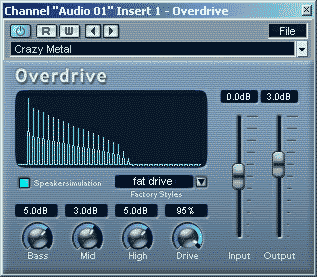 Channel "Audio 01" Insert 1 - Overdrive
R W File
Crazy Metal
Overdrive
0.0dB 3.0dB
Speakersimulation
fat drive
Factory Styles
5.0dB 3.0dB 5.0dB 95%
Bass Mid High Drive Input Output